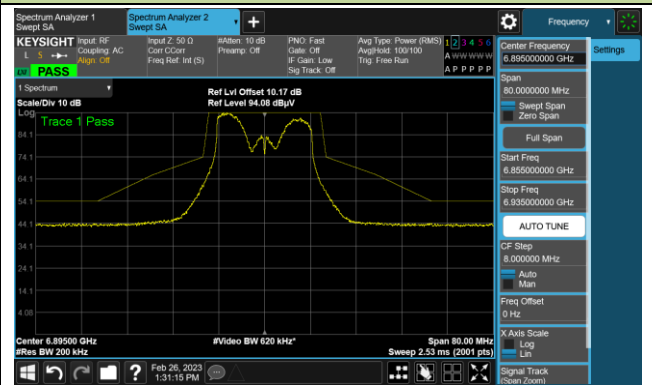 Spectrum Analyzer 1
Swept SA
Spectrum Analyzer 2
Swept SA
Frequency
KEYSIGHT
Input: RF
Coupling: AC
Align: Off
Input Z: 50 Ω
Corr CCorr
Freq Ref: Int (S)
#Atten: 10 dB
Preamp: Off
PNO: Fast
Gate: Off
IF Gain: Low
Sig Track: Off
Avg Type: Power (RMS)
Avg|Hold: 100/100
Trig: Free Run
1 2 3 4 5 6
A W W W W W
A P P P P P
L S
PASS
Center Frequency
6.895000000 GHz
Settings
Span
80.0000000 MHz
Swept Span
Zero Span
Full Span
Start Freq
6.855000000 GHz
Stop Freq
6.935000000 GHz
AUTO TUNE
CF Step
8.000000 MHz
Auto
Man
Freq Offset
0 Hz
X Axis Scale
Log
Lin
Signal Track
(Span Zoom)
1 Spectrum
Scale/Div 10 dB
Ref Lvl Offset 10.17 dB
Ref Level 94.08 dBµV
Log
Trace 1 Pass
84.1
74.1
64.1
54.1
44.1
34.1
24.1
14.1
4.08
Center 6.89500 GHz
#Res BW 200 kHz
#Video BW 620 kHz*
Span 80.00 MHz
Sweep 2.53 ms (2001 pts)
?
Feb 26, 2023
1:31:15 PM